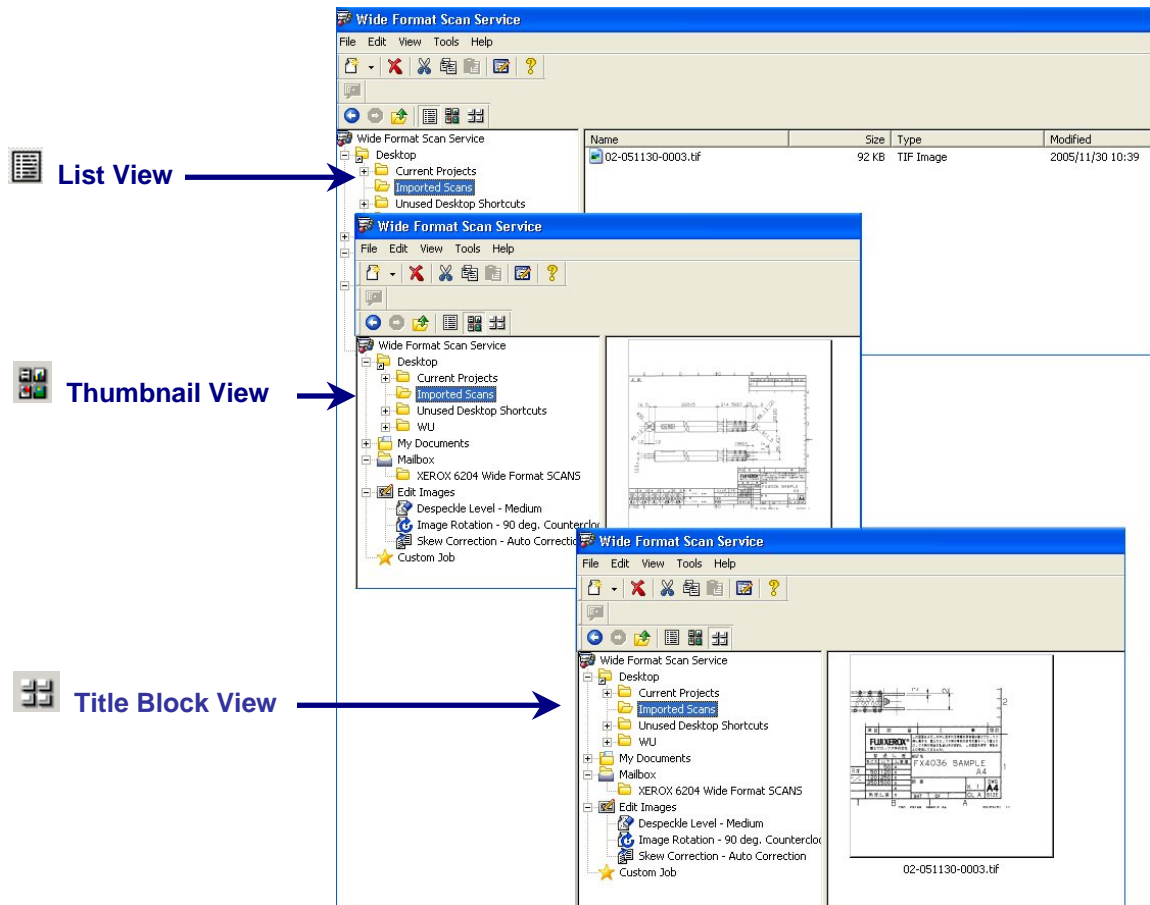 Wide Format Scan Service
File Edit View Tools Help
Wide Format Scan Service
Desktop
Current Projects
Imported Scans
Unused Desktop Shortcuts
Name Size Type Modified
02-051130-0003.tif 92 KB TIF Image 2005/11/30 10:39
List View
Wide Format Scan Service
File Edit View Tools Help
Wide Format Scan Service
Desktop
Current Projects
Imported Scans
Unused Desktop Shortcuts
WU
My Documents
Mailbox
XEROX 6204 Wide Format SCANS
Edit Images
Despeckle Level - Medium
Image Rotation - 90 deg. Counterclo
Skew Correction - Auto Correctio
Custom Job
FX4036 SAMPLE
A4
Thumbnail View
Wide Format Scan Service
File Edit View Tools Help
Wide Format Scan Service
Desktop
Current Projects
Imported Scans
Unused Desktop Shortcuts
WU
My Documents
Mailbox
XEROX 6204 Wide Format SCANS
Edit Images
Despeckle Level - Medium
Image Rotation - 90 deg. Counterclo
Skew Correction - Auto Correction
Custom Job
2
FUJI XEROX
FX4036 SAMPLE
A4
1
A4
B A
02-051130-0003.tif
Title Block View